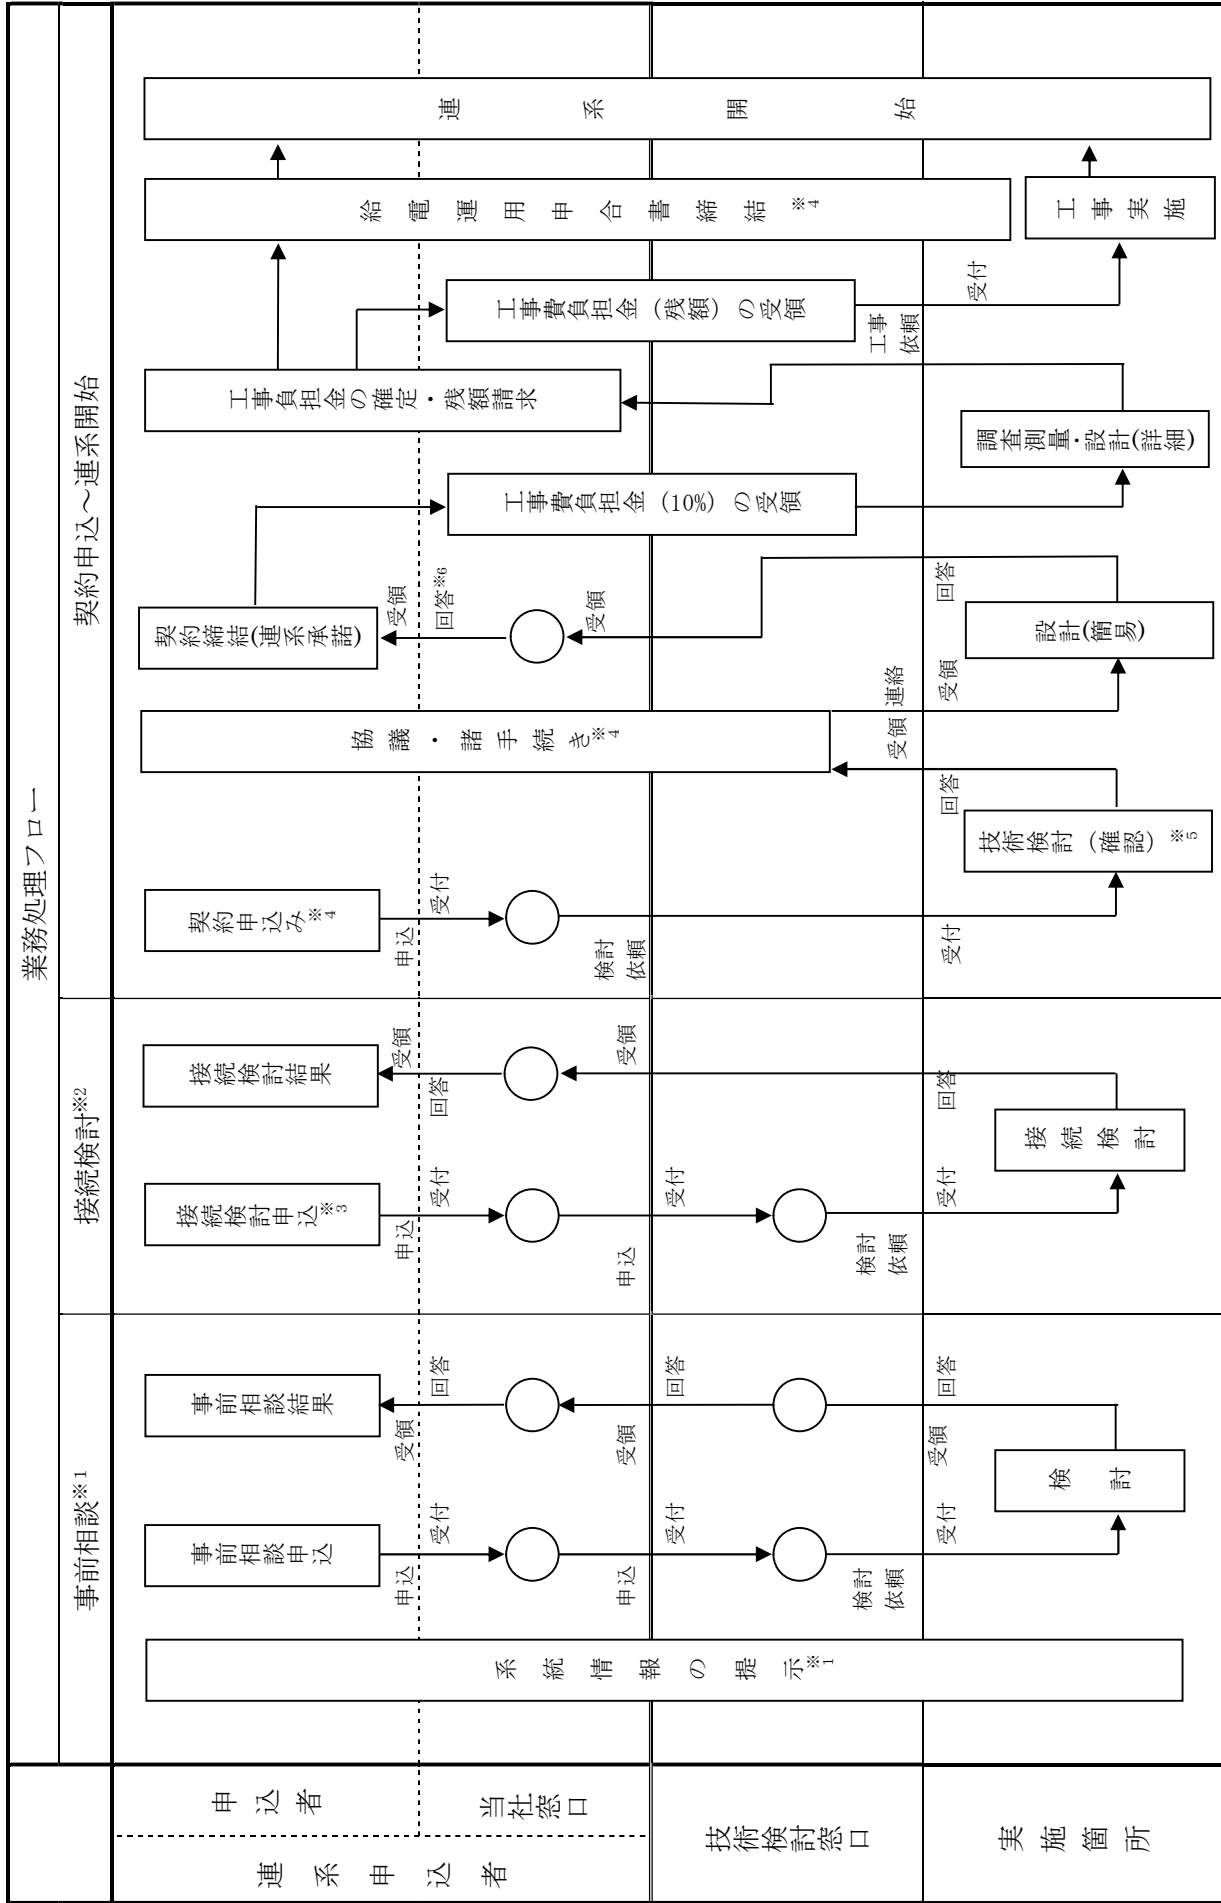 業務処理フロー
事前相談※1
接続検討※2
契約申込～連系開始
連系申込者
申込者
当社窓口
技術検討窓口
実施箇所
系統情報の提示※1
事前相談申込
申込
受付
申込
受付
検討
依頼
受付
検討
回答
受領
回答
受領
回答
受領
事前相談結果
接続検討申込※3
申込
受付
申込
受付
検討
依頼
受付
接続検討
回答
受領
回答
受領
接続検討結果
契約申込み※4
申込
受付
検討
依頼
受付
技術検討（確認）※5
回答
受領
協議・諸手続き※4
連絡
受領
設計(簡易)
回答
受領
回答※6
受領
契約締結(連系承諾)
工事費負担金（10%）の受領
調査測量・設計(詳細)
工事負担金の確定・残額請求
工事費負担金（残額）の受領
工事
依頼
受付
工事実施
給電運用申合書締結※4
連系開始